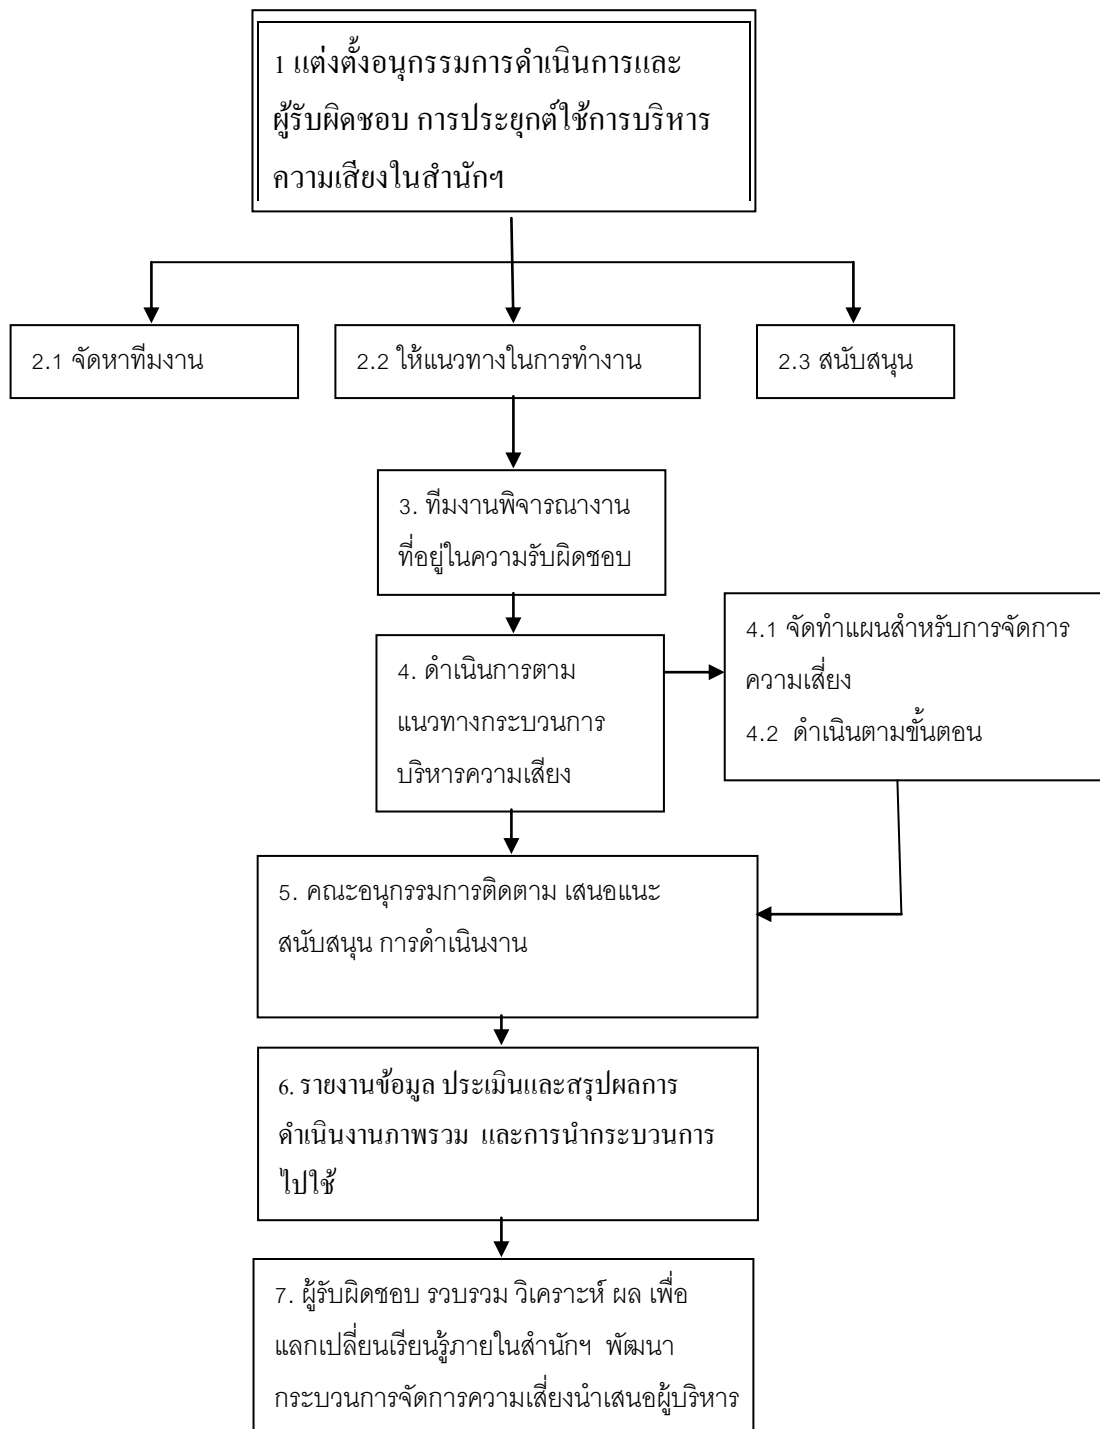 1 แต่งตั้งอนุกรรมการดำเนินการและ
ผู้รับผิดชอบ การประยุกต์ใช้การบริหาร
ความเสี่ยงในสำนักฯ
2.1 จัดหาทีมงาน
2.2 ให้แนวทางในการทำงาน
2.3 สนับสนุน
3. ทีมงานพิจารณางาน
ที่อยู่ในความรับผิดชอบ
4. ดำเนินการตาม
แนวทางกระบวนการ
บริหารความเสี่ยง
4.1 จัดทำแผนสำหรับการจัดการ
ความเสี่ยง
4.2 ดำเนินตามขั้นตอน
5. คณะอนุกรรมการติดตาม เสนอแนะ
สนับสนุน การดำเนินงาน
6. รายงานข้อมูล ประเมินและสรุปผลการ
ดำเนินงานภาพรวม และการนำกระบวนการ
ไปใช้
7. ผู้รับผิดชอบ รวบรวม วิเคราะห์ ผล เพื่อ
แลกเปลี่ยนเรียนรู้ภายในสำนักฯ พัฒนา
กระบวนการจัดการความเสี่ยงนำเสนอผู้บริหาร